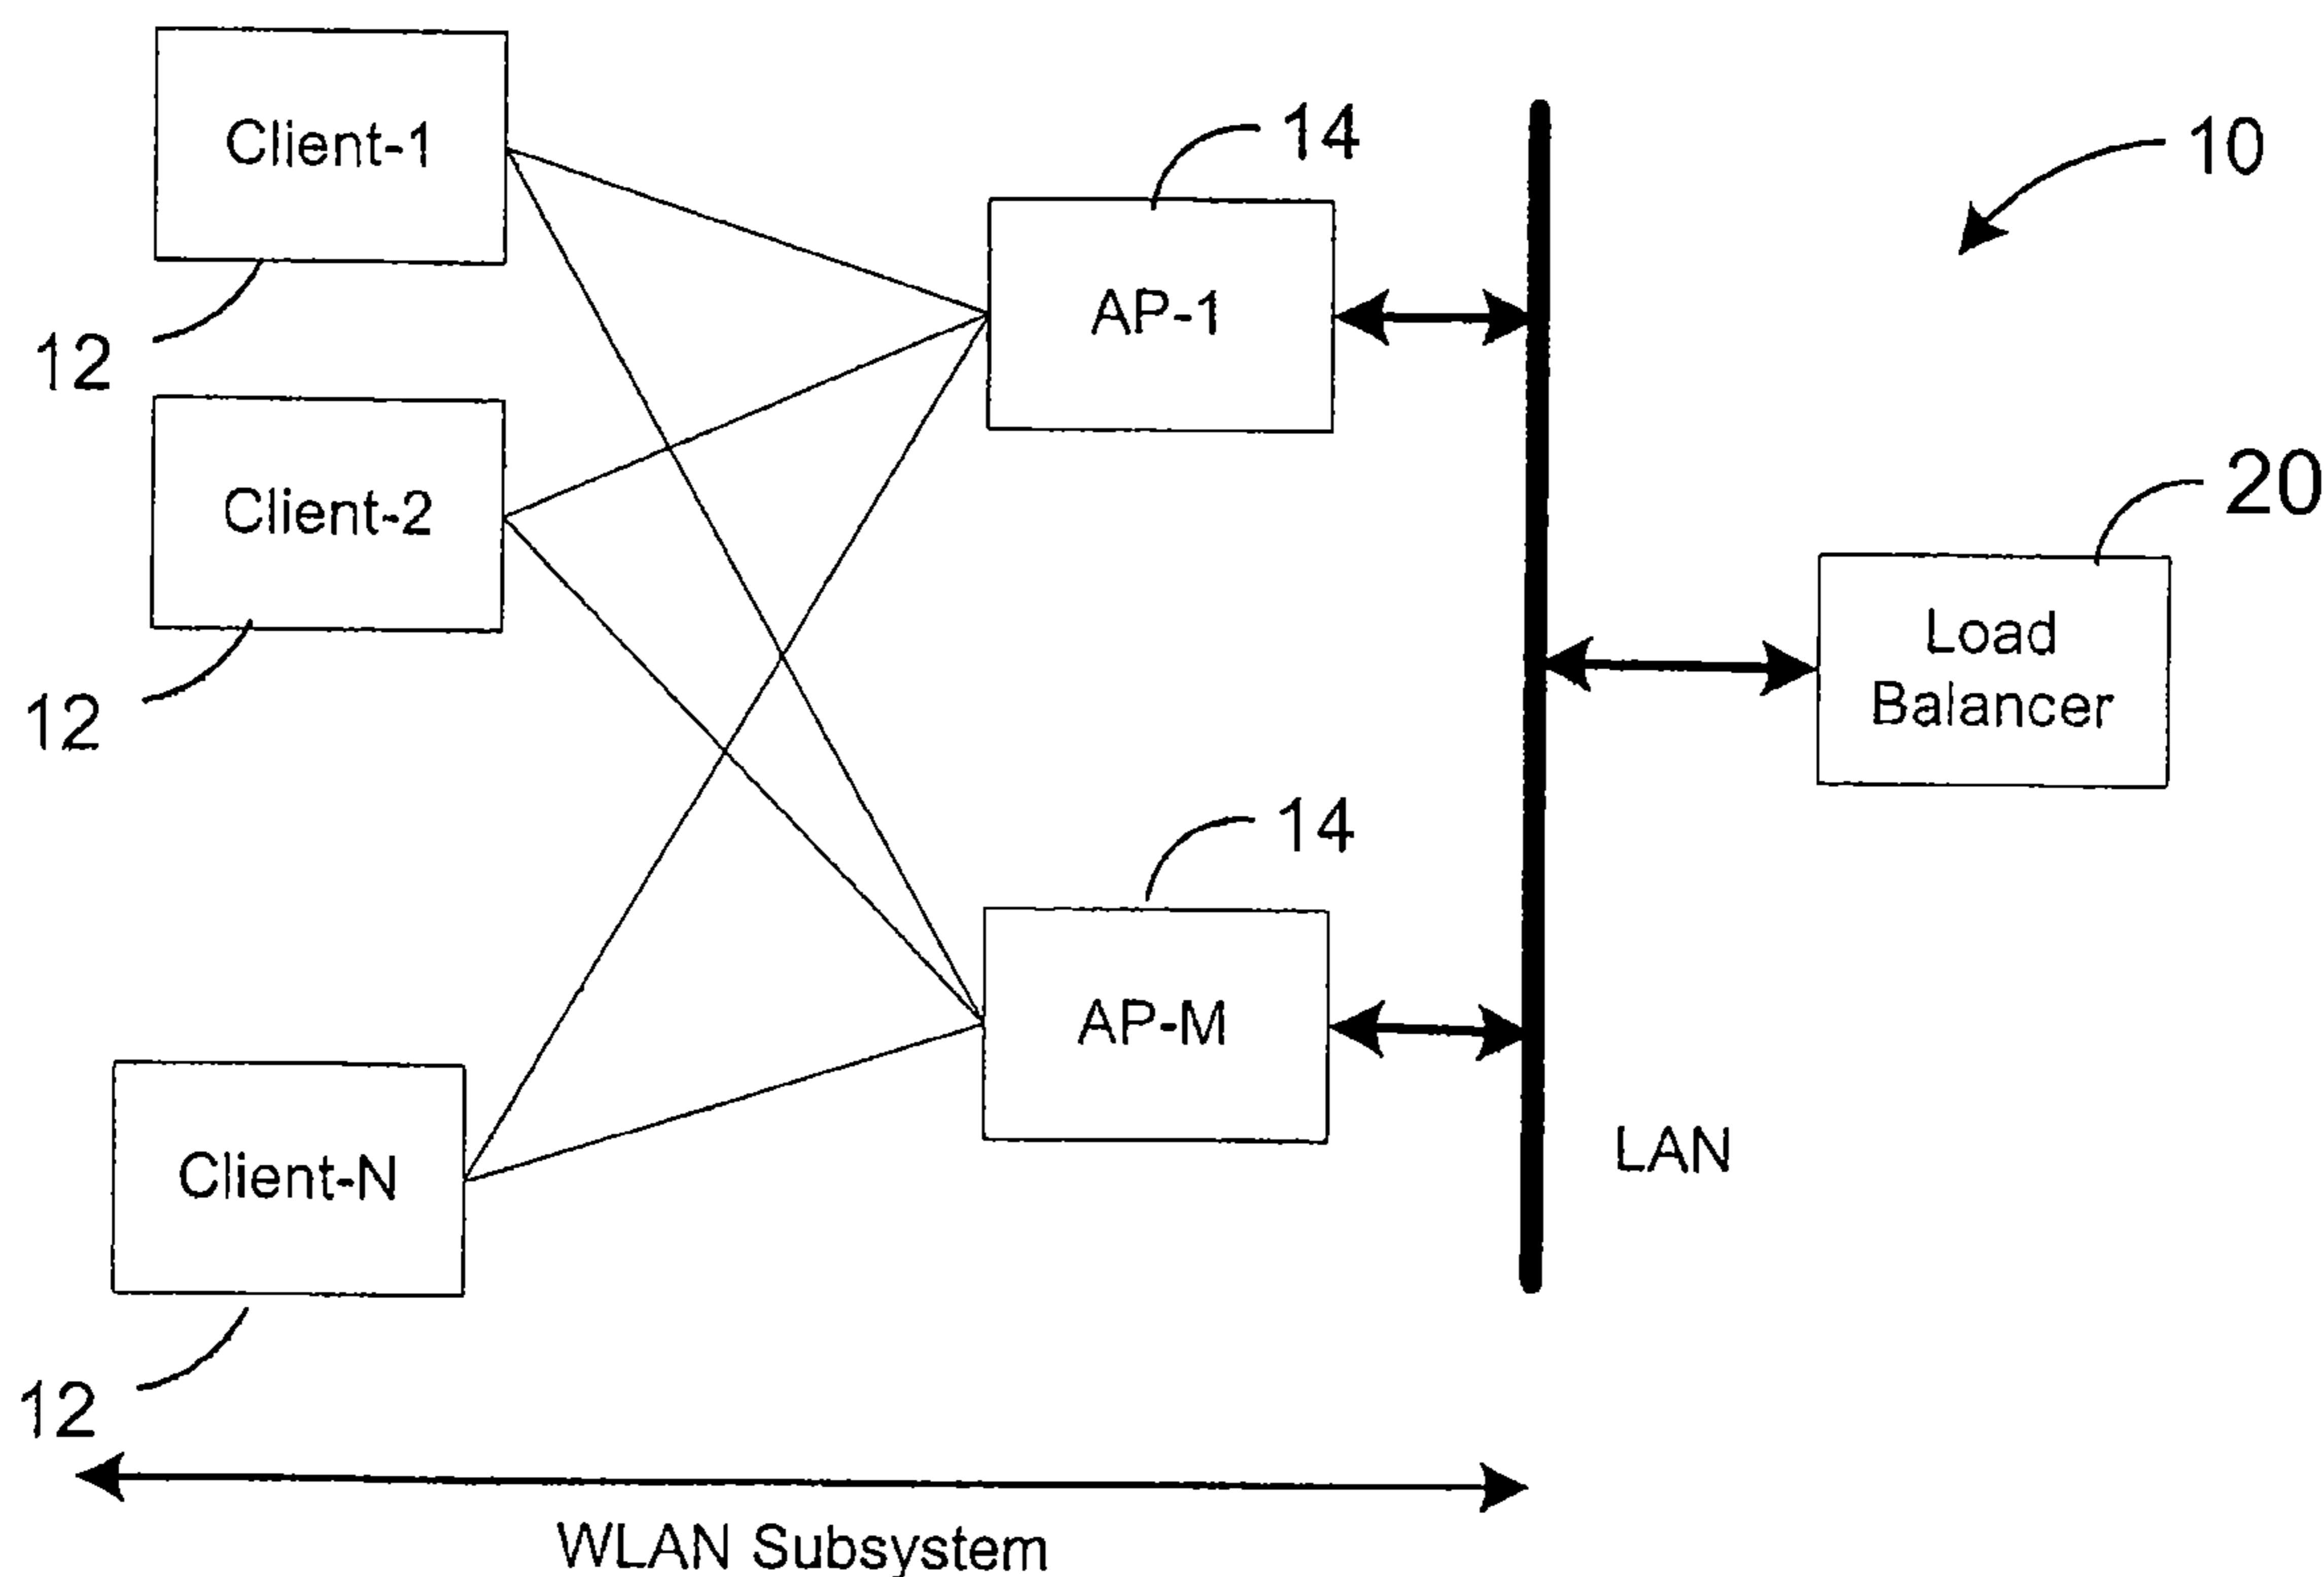 Client-1
14
10
AP-1
12
Client-2
20
Load
Balancer
12
14
AP-M
LAN
Client-N
12
WLAN Subsystem